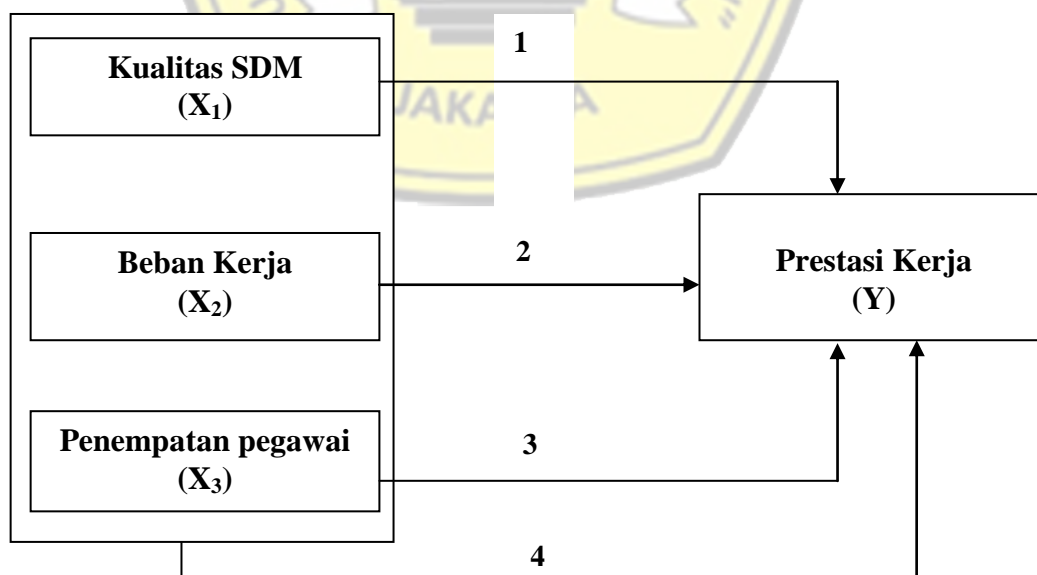 1
Kualitas SDM
(X₁)
2
Beban Kerja
(X₂)
Prestasi Kerja
(Y)
3
Penempatan pegawai
(X₃)
4